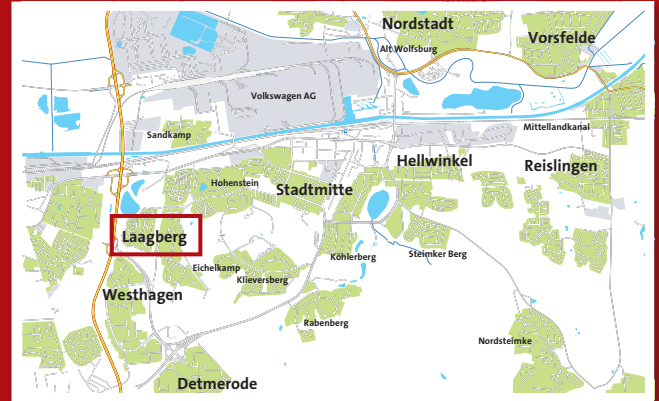 Nordstadt
Vorsfelde
Alt Wolfsburg
Volkswagen AG
Mittellandkanal
Sandkamp
Hellwinkel
Reislingen
Hohenstein
Stadtmitte
Laagberg
Köhlerberg
Steimker Berg
Eichelkamp
Klieversberg
Westhagen
Rabenberg
Nordsteimke
Detmerode